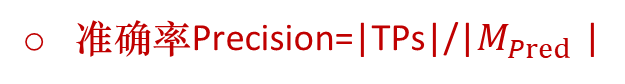 ○ 准确率Precision=|TPs|/|M_Pred |